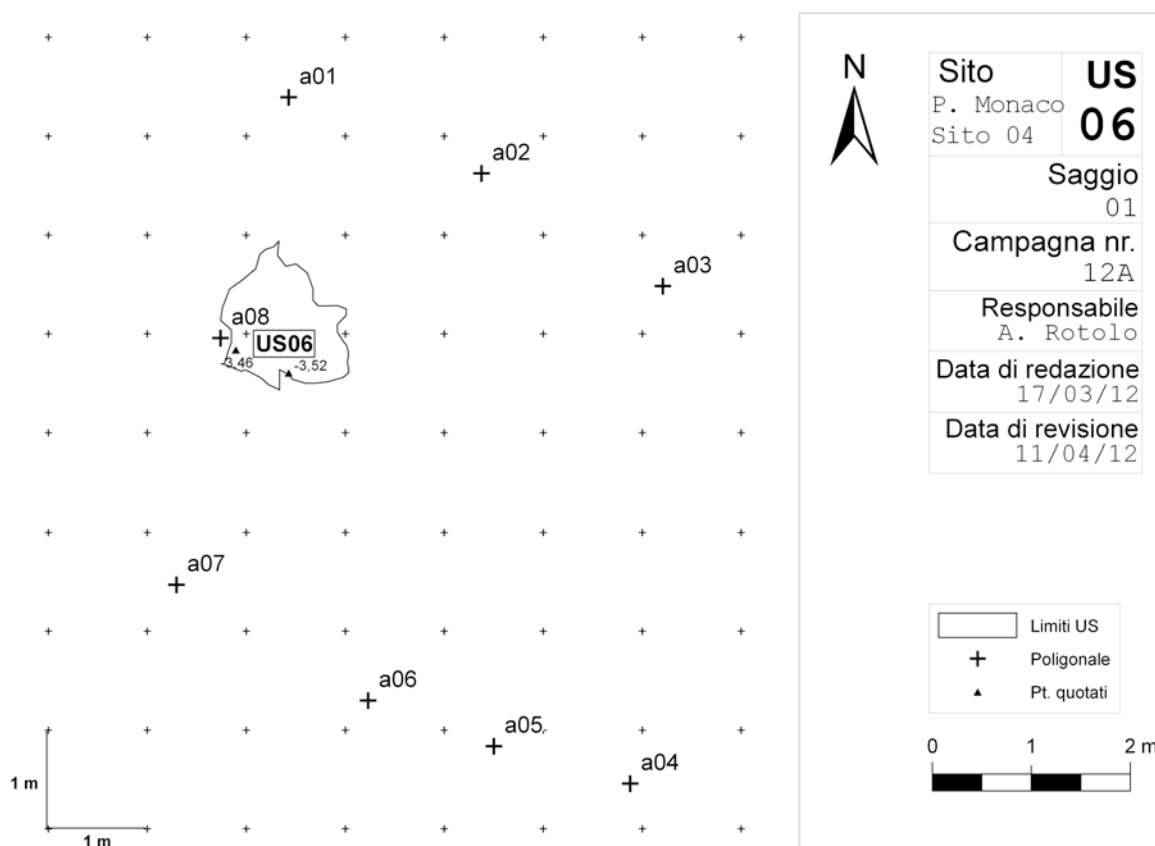 a01
a02
a03
a08
US06
-3,46
-3,52
a07
a06
a05
a04
1 m
1 m
N
Sito
US
P. Monaco
06
Sito 04
Saggio
01
Campagna nr.
12A
Responsabile
A. Rotolo
Data di redazione
17/03/12
Data di revisione
11/04/12
Limiti US
Poligonale
Pt. quotati
0 1 2 m